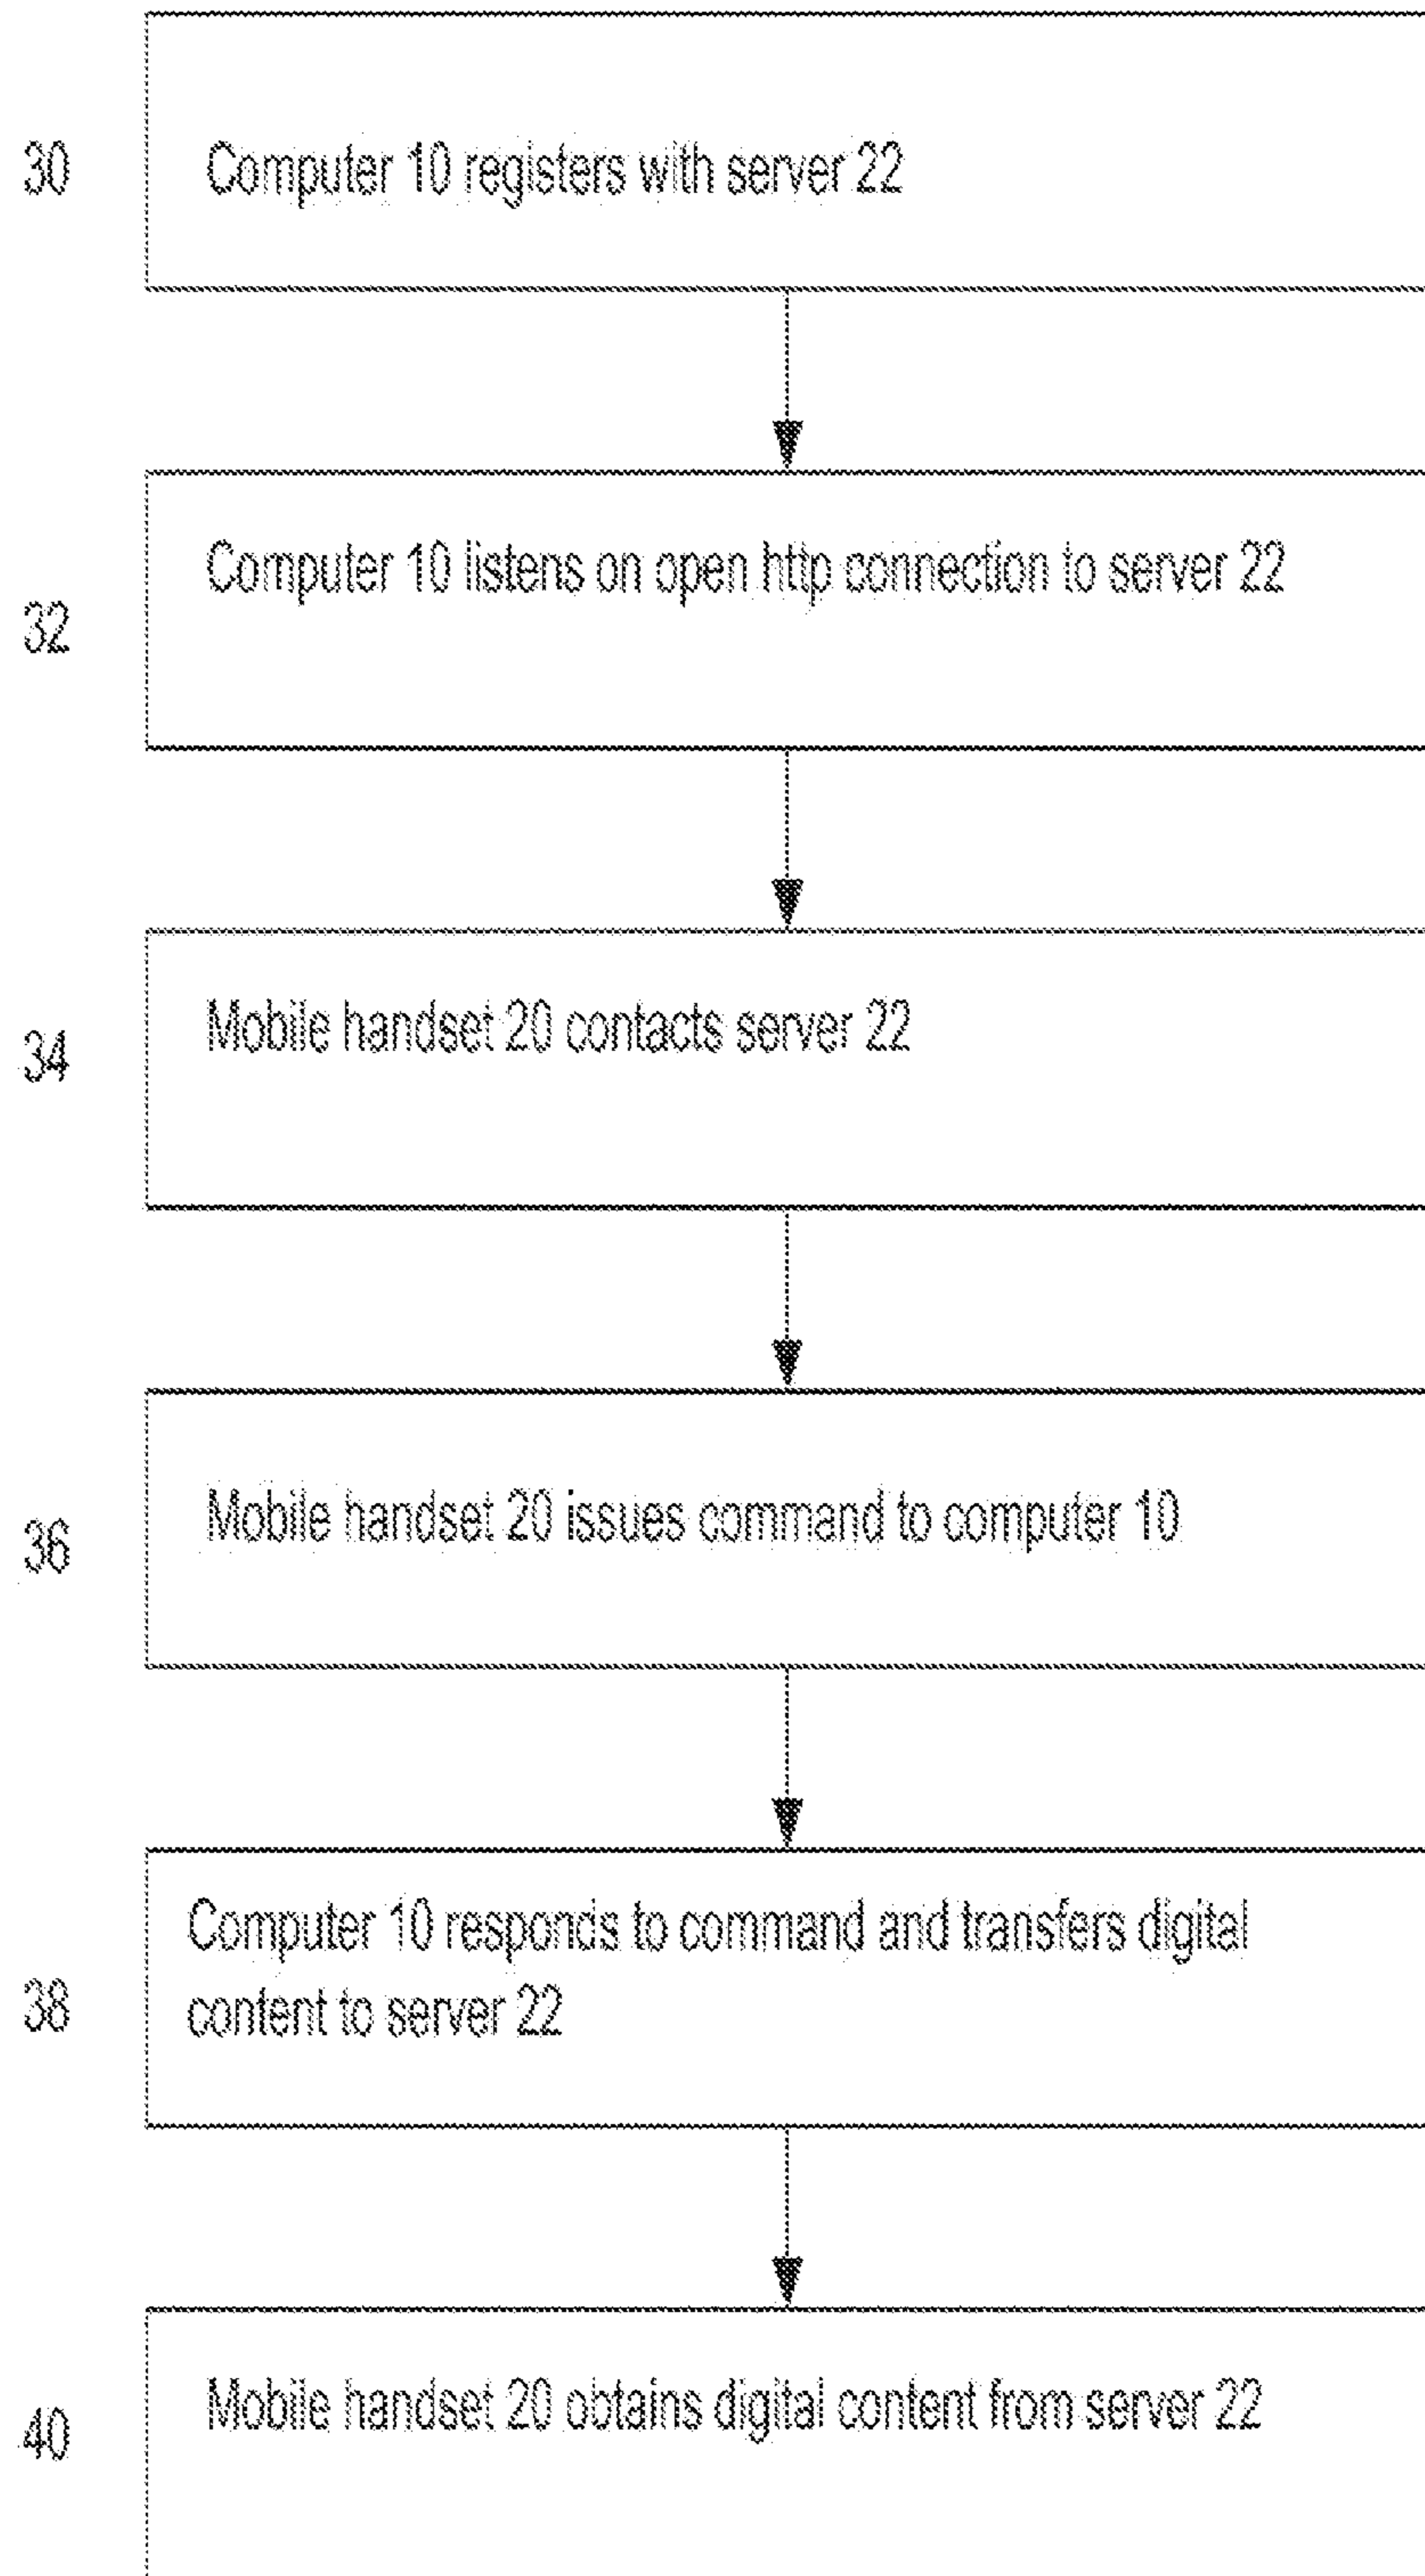 30
Computer 10 registers with server 22
32
Computer 10 listens on open http connection to server 22
34
Mobile handset 20 contacts server 22
36
Mobile handset 20 issues command to computer 10
38
Computer 10 responds to command and transfers digital
content to server 22
40
Mobile handset 20 obtains digital content from server 22